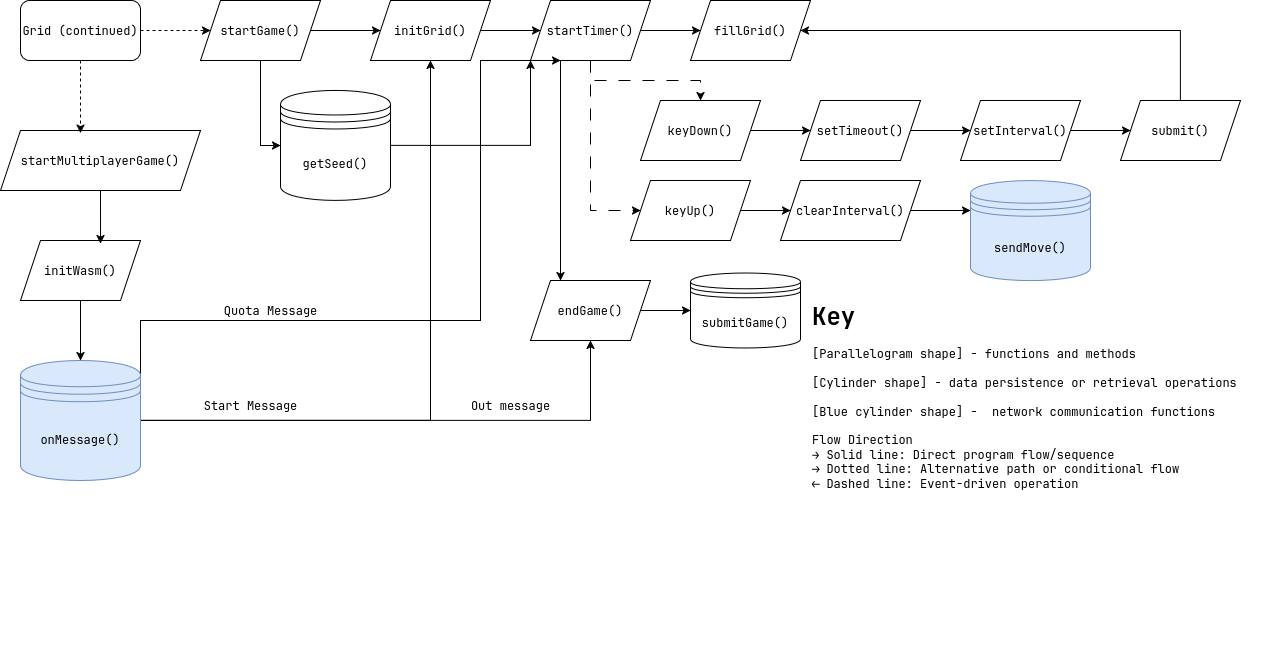 Grid (continued)
startGame()
initGrid()
startTimer()
fillGrid()
keyDown()
setTimeout()
setInterval()
submit()
startMultiplayerGame()
getSeed()
keyUp()
clearInterval()
sendMove()
initWasm()
Quota Message
endGame()
submitGame()
Start Message
Out message
onMessage()
Key
[Parallelogram shape] - functions and methods
[Cylinder shape] - data persistence or retrieval operations
[Blue cylinder shape] -  network communication functions
Flow Direction
→ Solid line: Direct program flow/sequence
→ Dotted line: Alternative path or conditional flow
← Dashed line: Event-driven operation